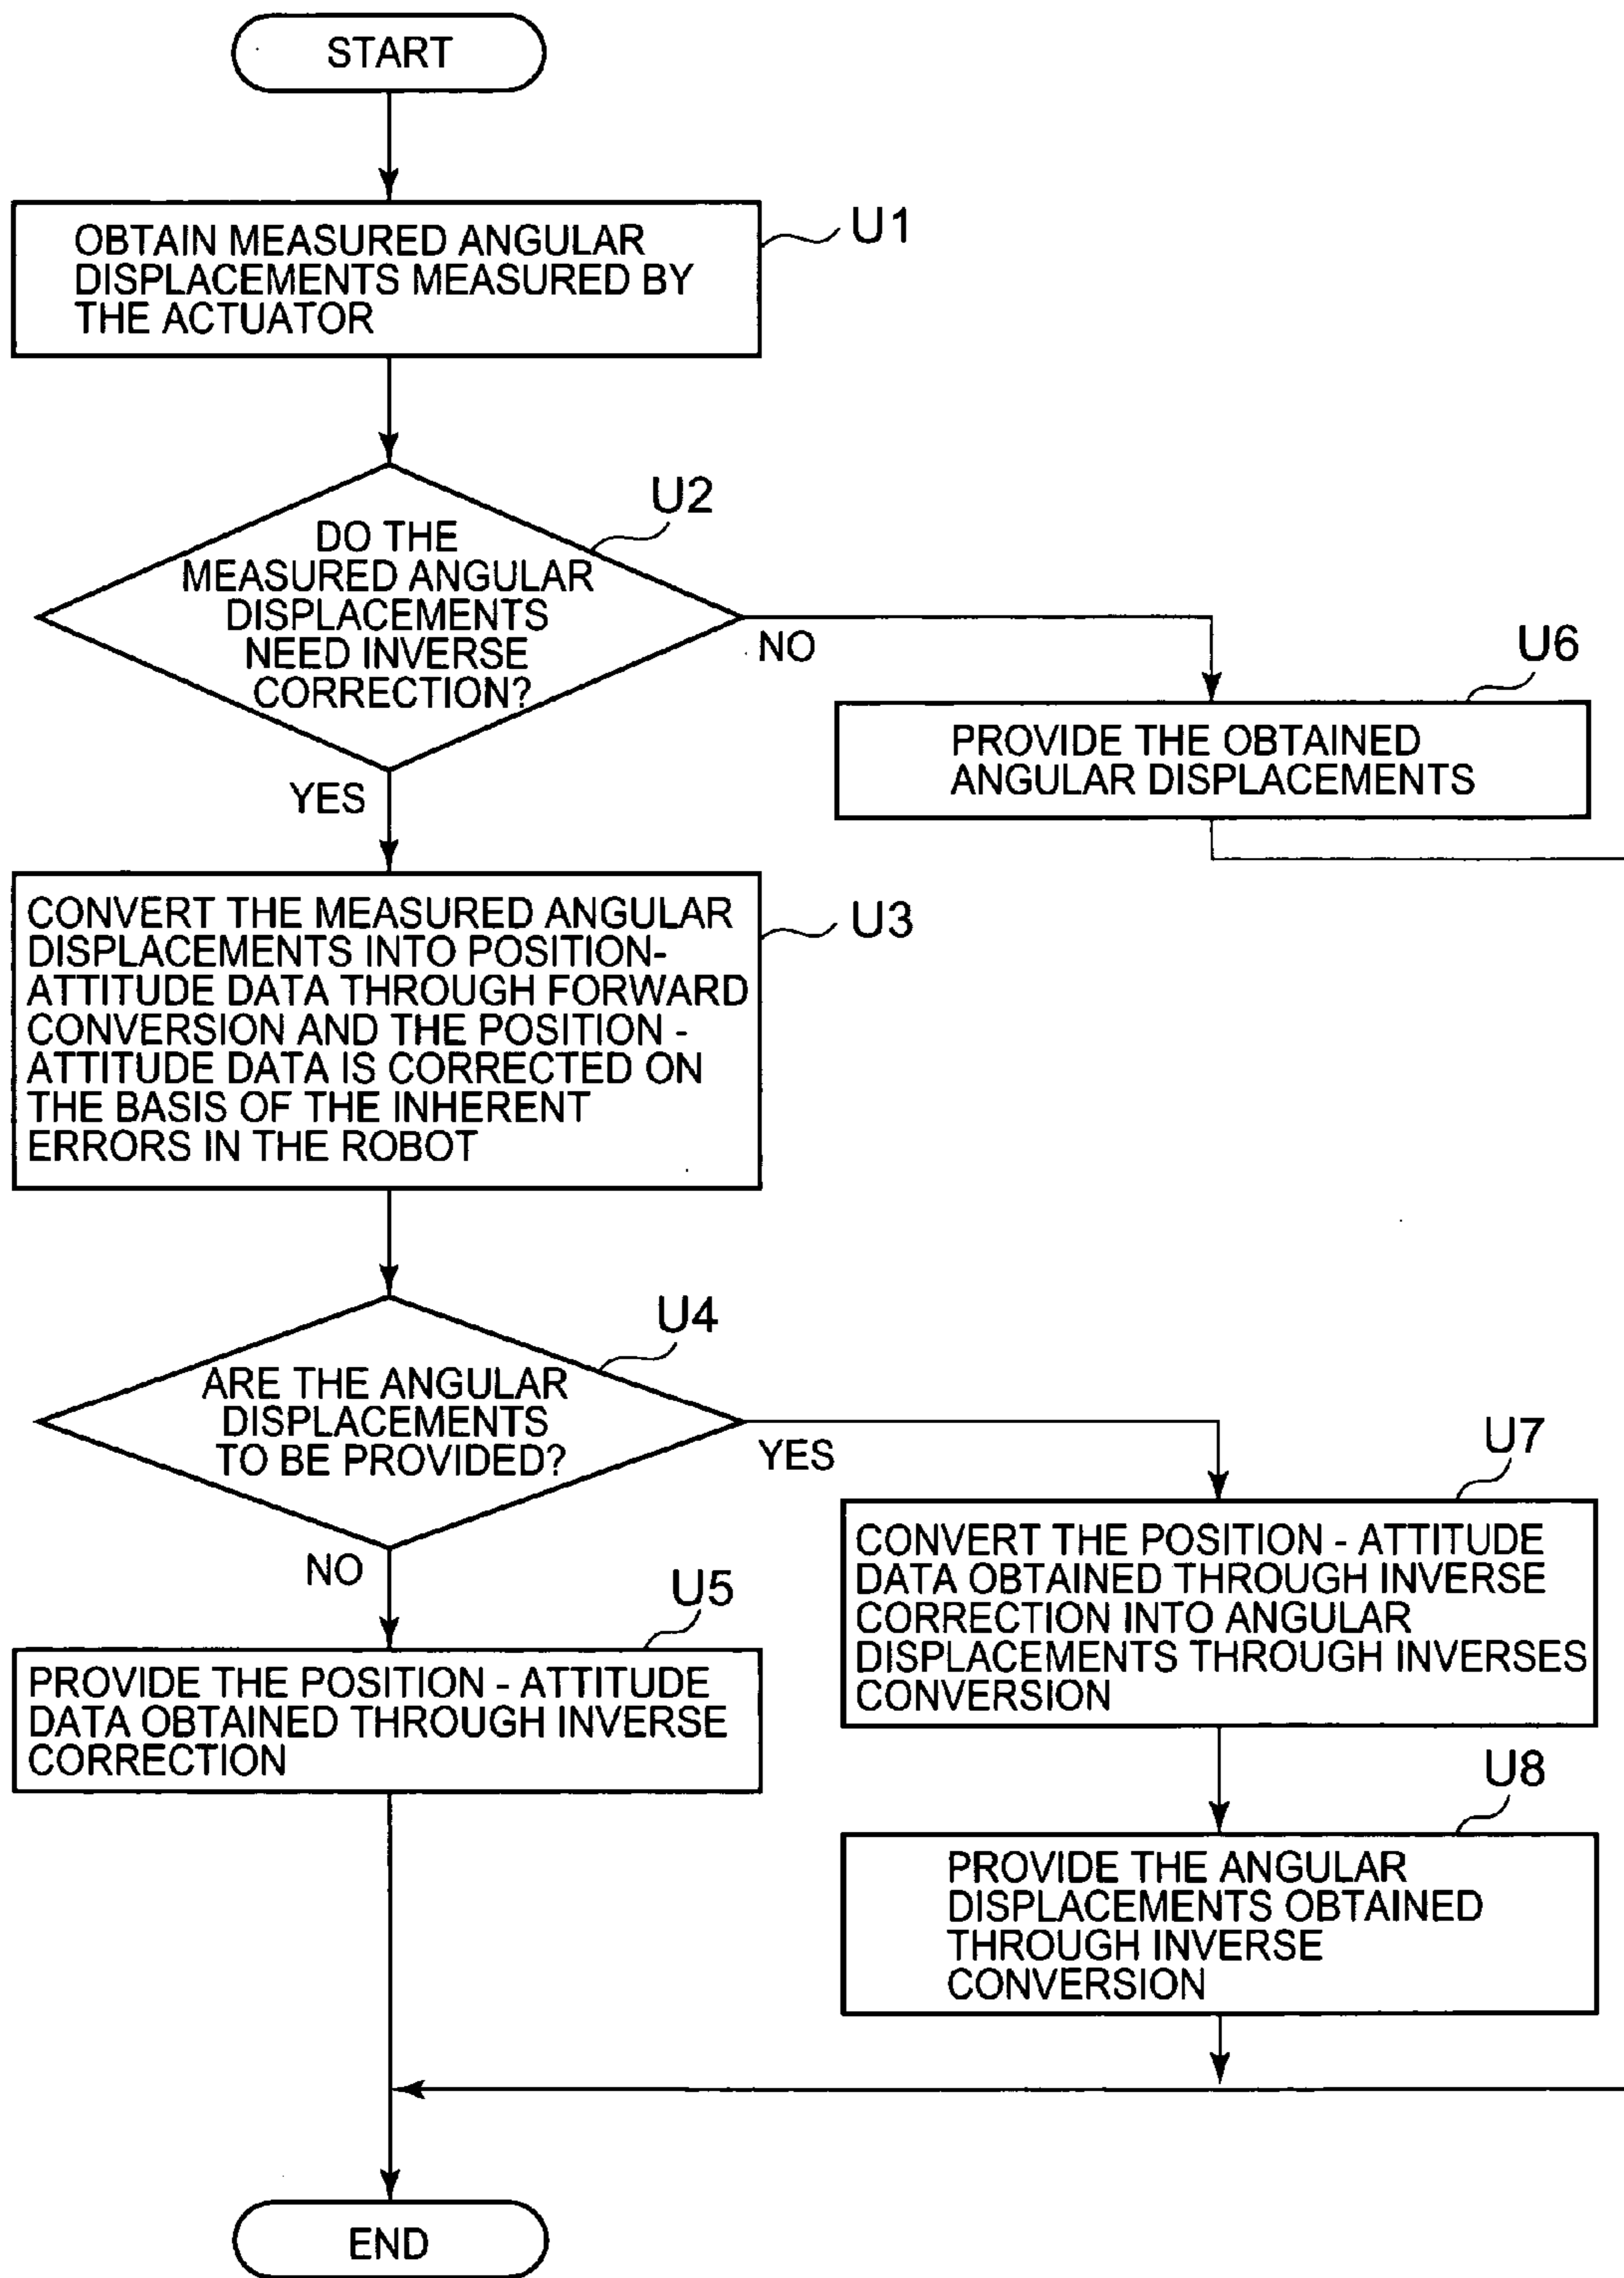 START
OBTAIN MEASURED ANGULAR
DISPLACEMENTS MEASURED BY
THE ACTUATOR
U1
DO THE
MEASURED ANGULAR
DISPLACEMENTS
NEED INVERSE
CORRECTION?
U2
NO
YES
U6
PROVIDE THE OBTAINED
ANGULAR DISPLACEMENTS
CONVERT THE MEASURED ANGULAR
DISPLACEMENTS INTO POSITION-
ATTITUDE DATA THROUGH FORWARD
CONVERSION AND THE POSITION -
ATTITUDE DATA IS CORRECTED ON
THE BASIS OF THE INHERENT
ERRORS IN THE ROBOT
U3
ARE THE ANGULAR
DISPLACEMENTS
TO BE PROVIDED?
U4
YES
NO
U7
CONVERT THE POSITION - ATTITUDE
DATA OBTAINED THROUGH INVERSE
CORRECTION INTO ANGULAR
DISPLACEMENTS THROUGH INVERSES
CONVERSION
U5
PROVIDE THE POSITION - ATTITUDE
DATA OBTAINED THROUGH INVERSE
CORRECTION
U8
PROVIDE THE ANGULAR
DISPLACEMENTS OBTAINED
THROUGH INVERSE
CONVERSION
END